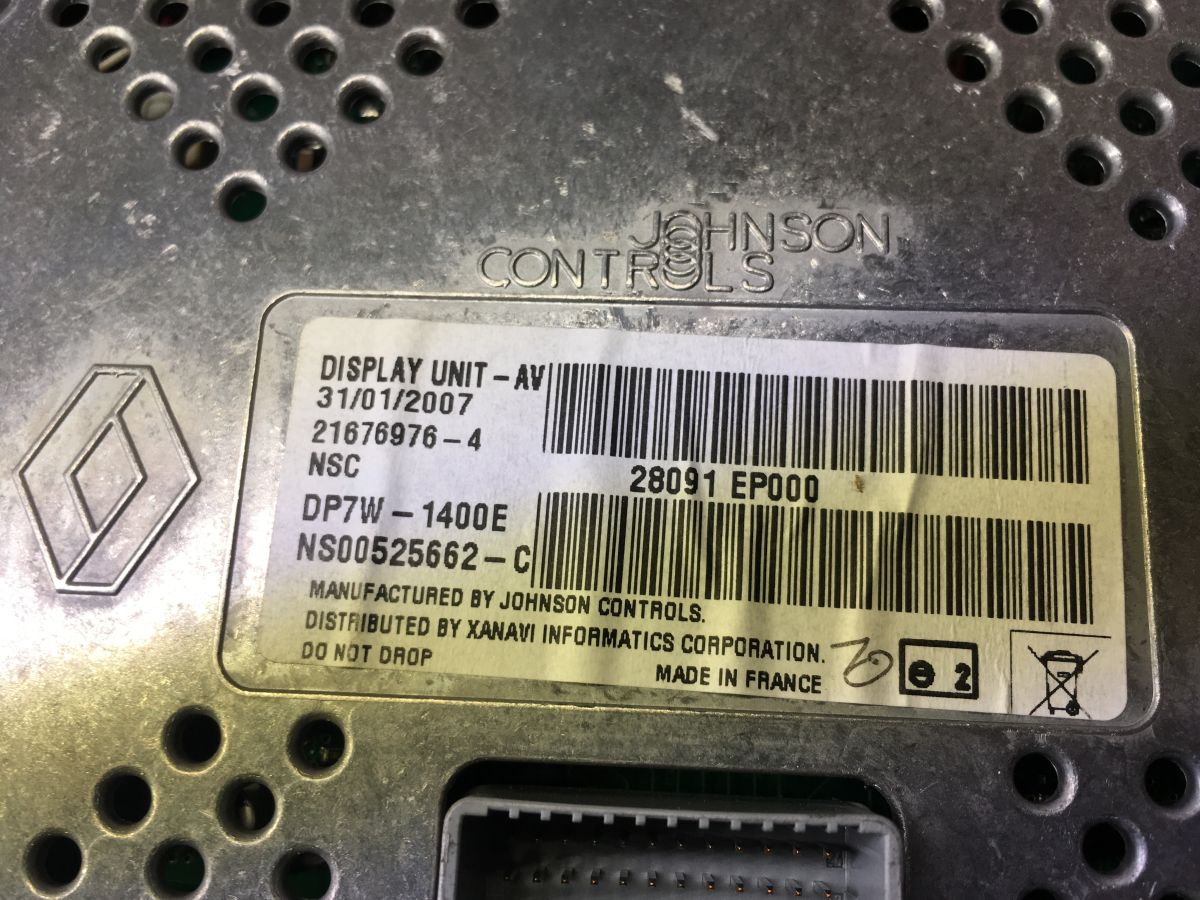 JOHNSON
CONTROLS
DISPLAY UNIT-AV
31/01/2007
21676976-4
NSC
28091 EP000
DP7W-1400E
NS00525662-C
MANUFACTURED BY JOHNSON CONTROLS.
DISTRIBUTED BY XANAVI INFORMATICS CORPORATION.
DO NOT DROP
MADE IN FRANCE
2